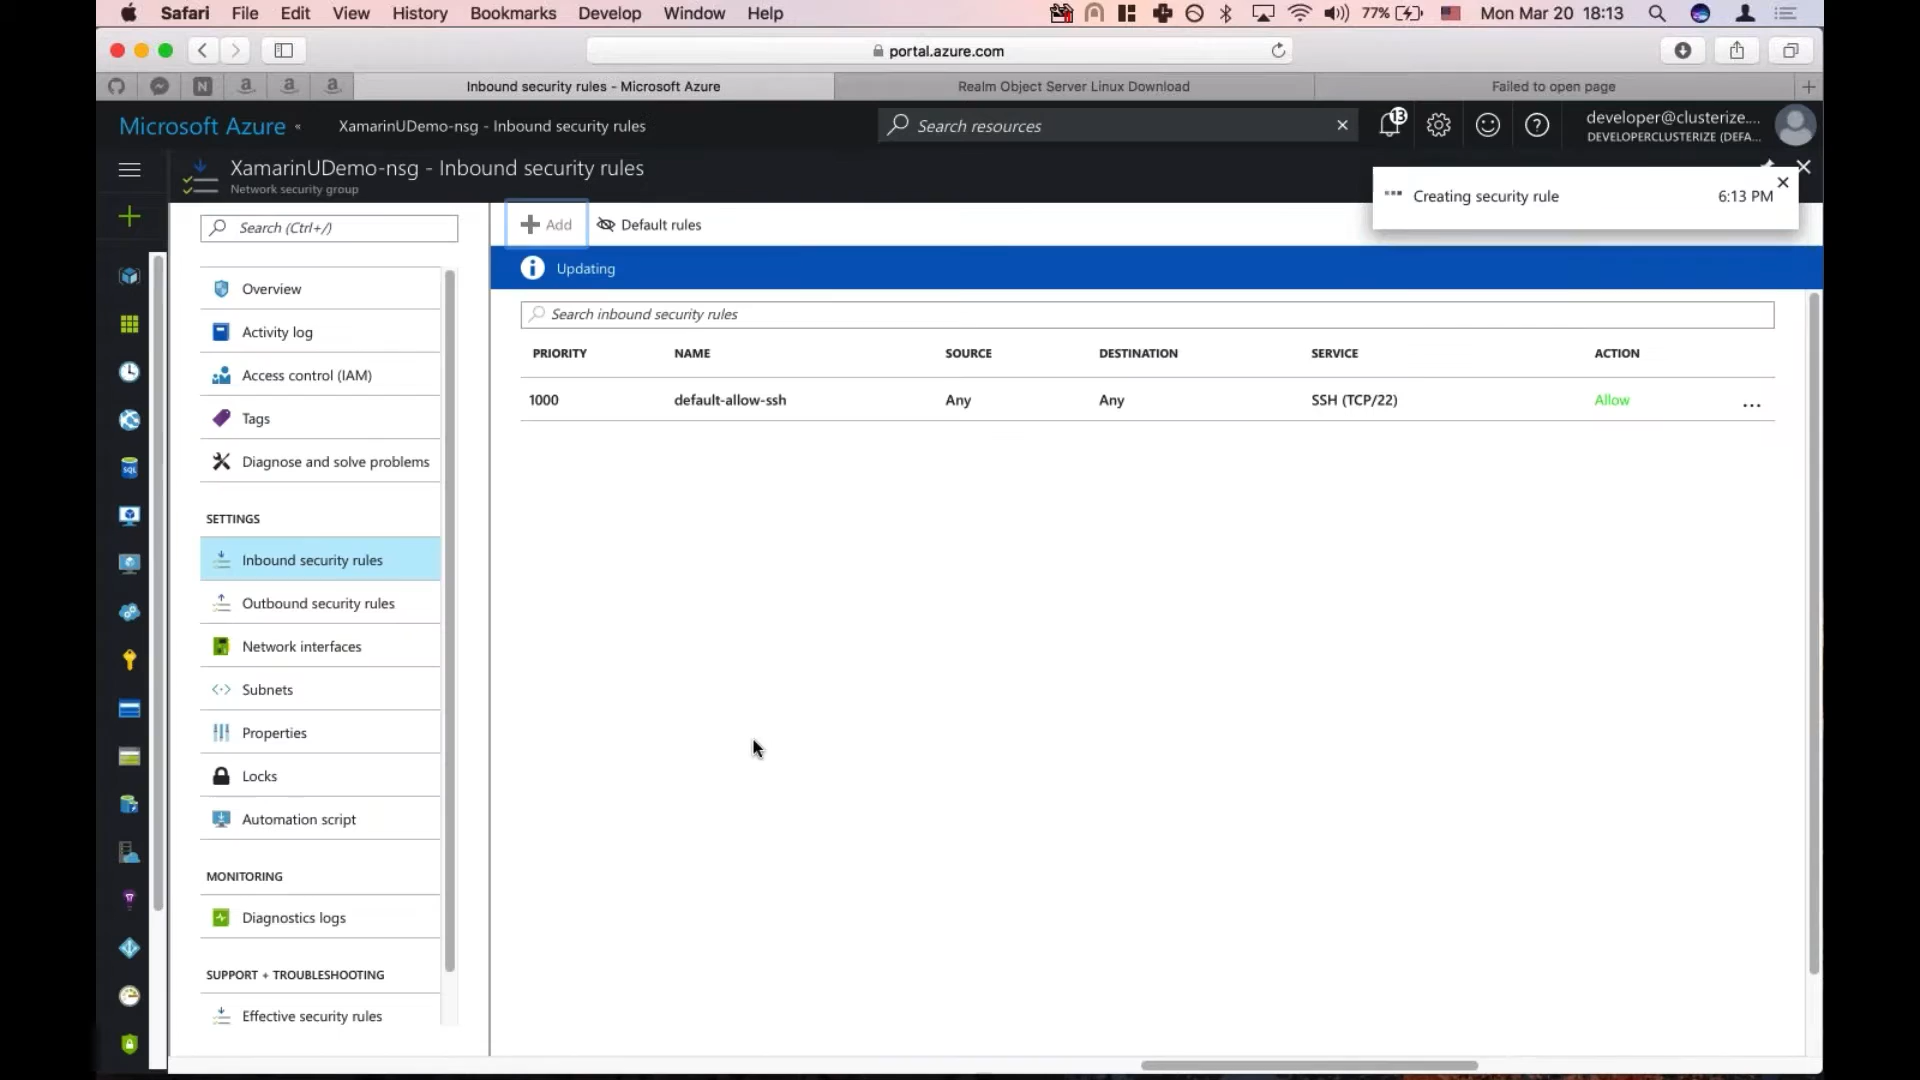 Safari File Edit View History Bookmarks Develop Window Help 77% Mon Mar 20 18:13
portal.azure.com
N a a a Inbound security rules - Microsoft Azure Realm Object Server Linux Download Failed to open page
Microsoft Azure « XamarinUDemo-nsg - Inbound security rules Search resources 13 developer@clusterize....
DEVELOPERCLUSTERIZE (DEFA...
XamarinUDemo-nsg - Inbound security rules
Network security group
Creating security rule 6:13 PM
Search (Ctrl+/)
Add Default rules
Updating
Search inbound security rules
PRIORITY NAME SOURCE DESTINATION SERVICE ACTION
1000 default-allow-ssh Any Any SSH (TCP/22) Allow ...
Overview
Activity log
Access control (IAM)
Tags
Diagnose and solve problems
SETTINGS
Inbound security rules
Outbound security rules
Network interfaces
Subnets
Properties
Locks
Automation script
MONITORING
Diagnostics logs
SUPPORT + TROUBLESHOOTING
Effective security rules
SQL